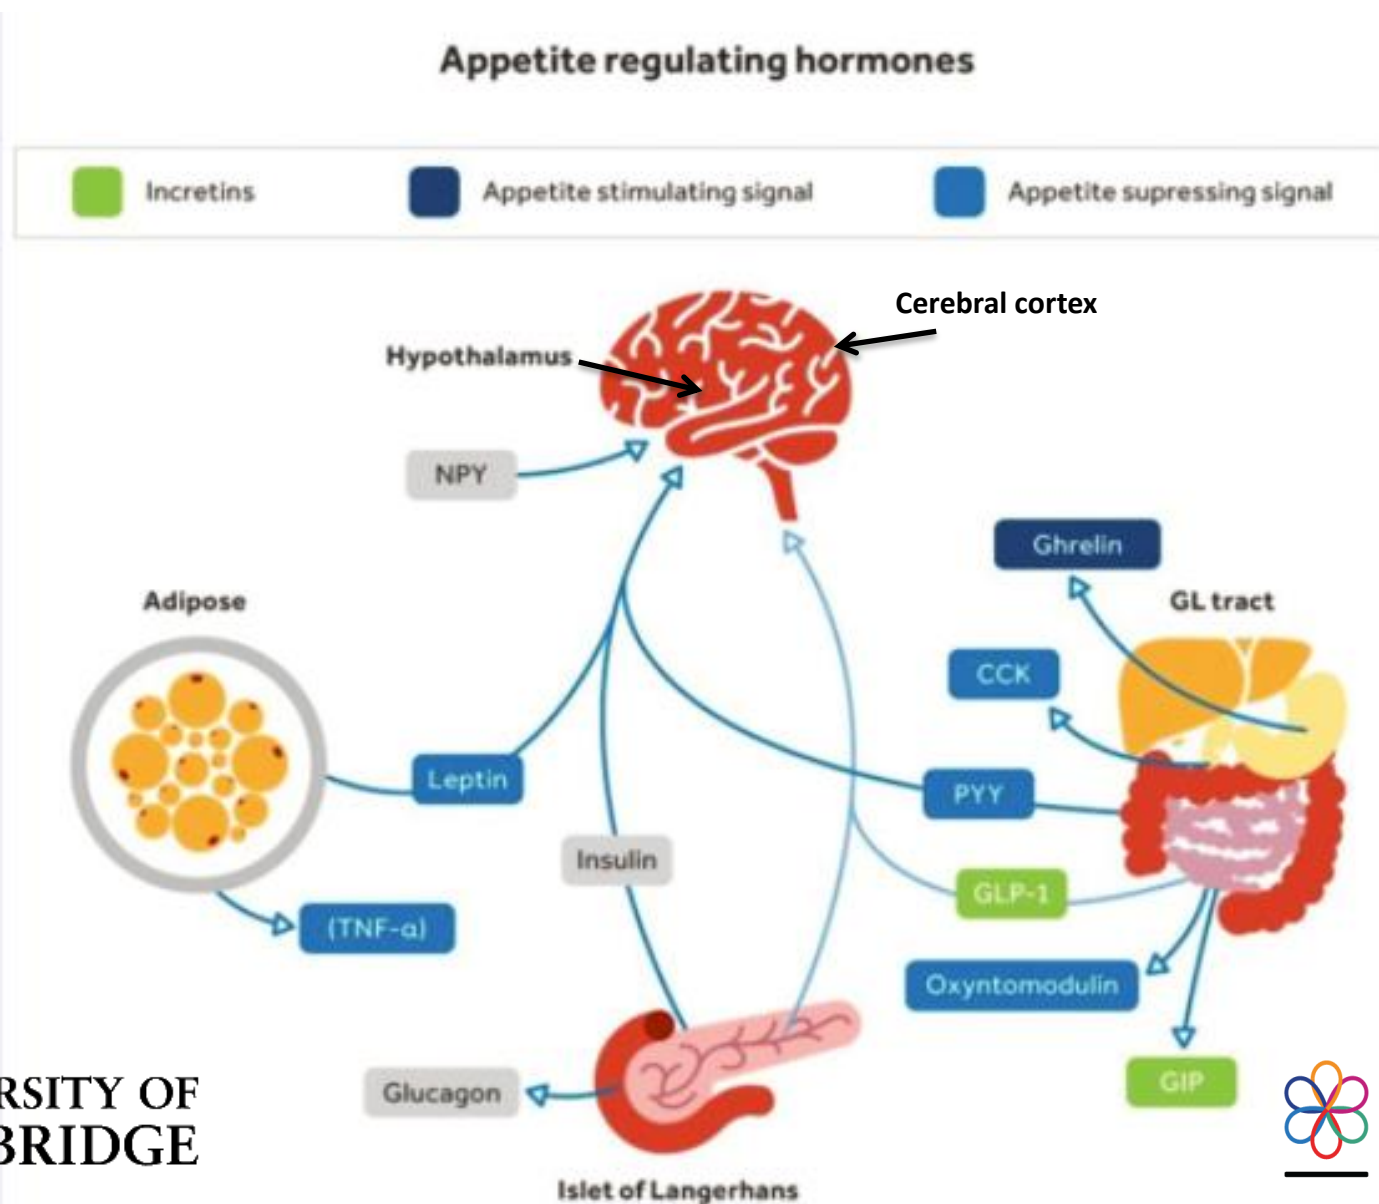 Appetite regulating hormones
Incretins
Appetite stimulating signal
Appetite supressing signal
Cerebral cortex
Hypothalamus
NPY
Ghrelin
Adipose
GL tract
CCK
Leptin
PYY
Insulin
GLP-1
(TNF-α)
Oxyntomodulin
Glucagon
GIP
RSITY OF
BRIDGE
Islet of Langerhans